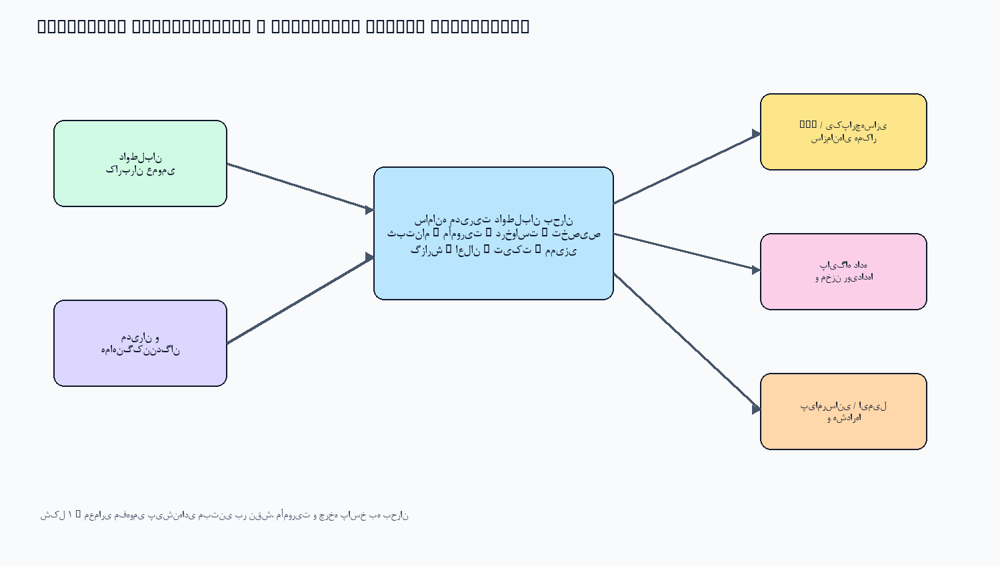 داوطلبان
کاربران عمومی
مدیران و
هماهنگ‌کنندگان
سامانه مدیریت داوطلبان بحران
ثبت‌نام مأموریت درخواست تخصیص
گزارش اعلان تیکت ممیزی
/ یکپارچه‌سازی
سازمان‌های همکار
پایگاه داده
و مخزن رویدادها
پیام‌رسانی / ایمیل
و هشدارها
شکل ۱ معماری مفهومی پیشنهادی مبتنی بر نقش، مأموریت و چرخه پاسخ به بحران